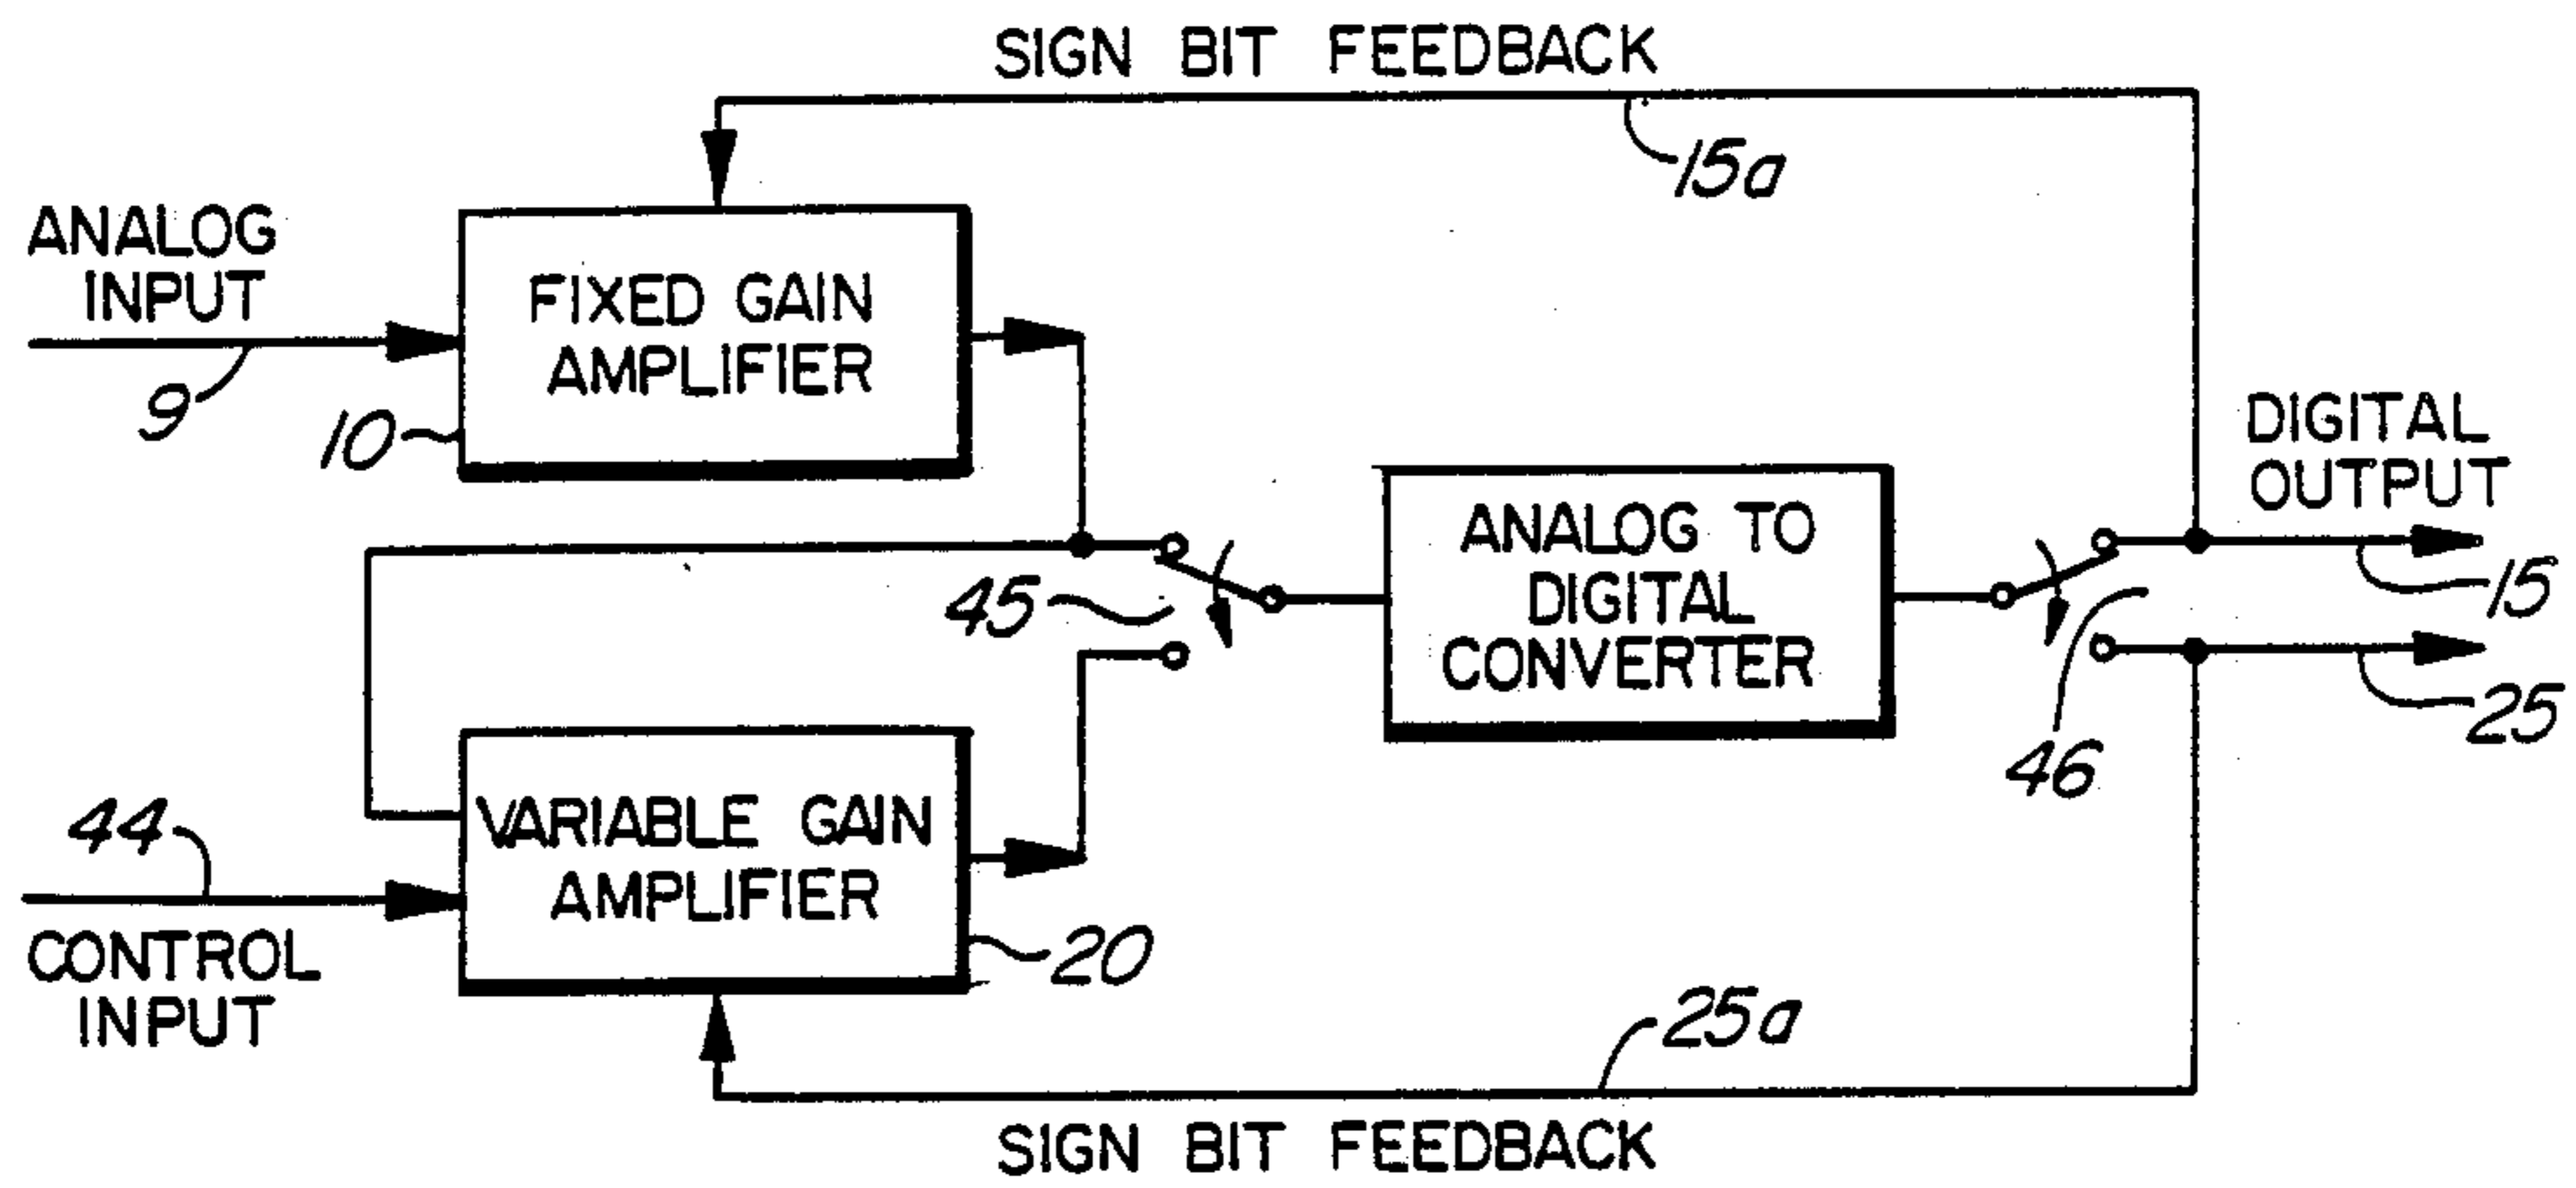 SIGN BIT FEEDBACK
15a
ANALOG
INPUT
9
10
FIXED GAIN
AMPLIFIER
DIGITAL
OUTPUT
45
ANALOG TO
DIGITAL
CONVERTER
15
25
46
44
VARIABLE GAIN
AMPLIFIER
20
CONTROL
INPUT
25a
SIGN BIT FEEDBACK